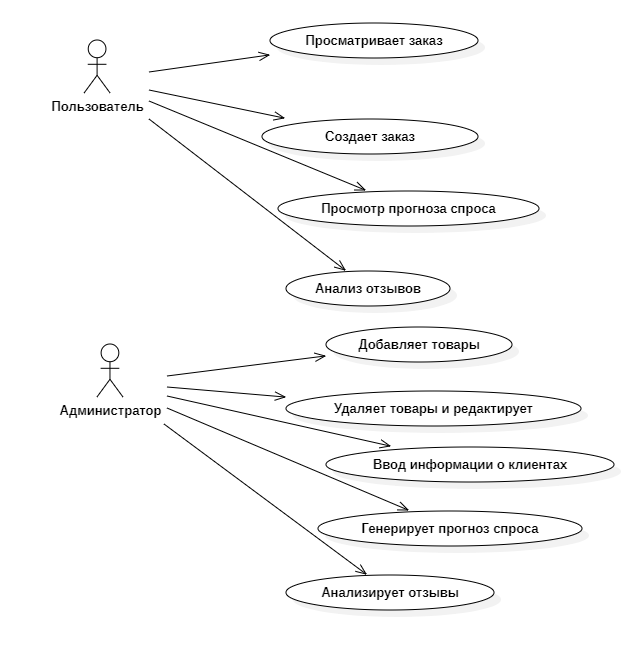 Просматривает заказ
Пользователь
Создает заказ
Просмотр прогноза спроса
Анализ отзывов
Добавляет товары
Администратор
Удаляет товары и редактирует
Ввод информации о клиентах
Генерирует прогноз спроса
Анализирует отзывы